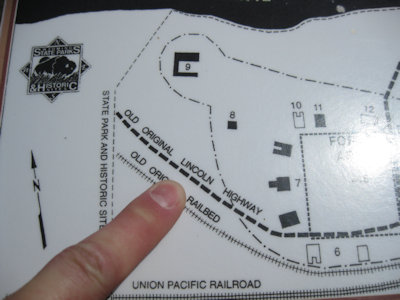 STATE PARKS
& HISTORIC
9
8
10
11
12
FO
STATE PARK AND HISTORIC SITE
OLD ORIGINAL LINCOLN HIGHWAY
OLD ORIG RAILBED
7
N
6
UNION PACIFIC RAILROAD